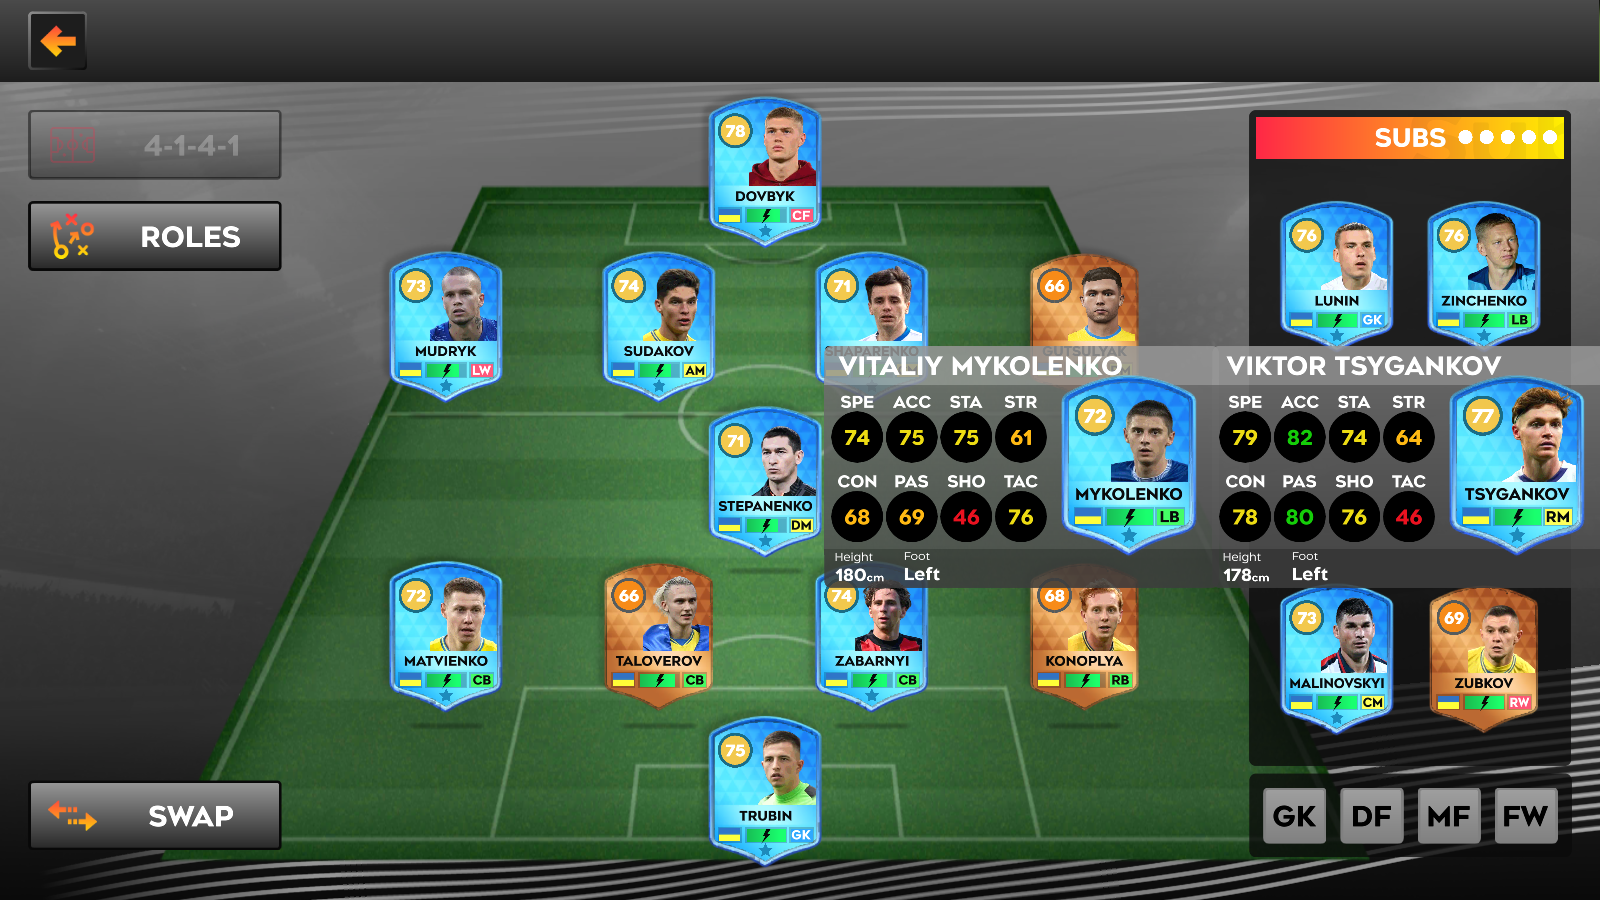 4-1-4-1
ROLES
SWAP
78
DOVBYK
CF
73
MUDRYK
LW
74
SUDAKOV
AM
71
SHAPARENKO
66
GUTSULYAK
71
STEPANENKO
DM
72
MATVIENKO
CB
66
TALOVEROV
CB
74
ZABARNYI
CB
68
KONOPLYA
RB
75
TRUBIN
GK
SUBS
76
LUNIN
GK
76
ZINCHENKO
LB
VITALIY MYKOLENKO
SPE ACC STA STR
74 75 75 61
CON PAS SHO TAC
68 69 46 76
Height Foot
180cm Left
72
MYKOLENKO
LB
VIKTOR TSYGANKOV
SPE ACC STA STR
79 82 74 64
CON PAS SHO TAC
78 80 76 46
Height Foot
178cm Left
77
TSYGANKOV
RM
73
MALINOVSKYI
CM
69
ZUBKOV
RW
GK DF MF FW